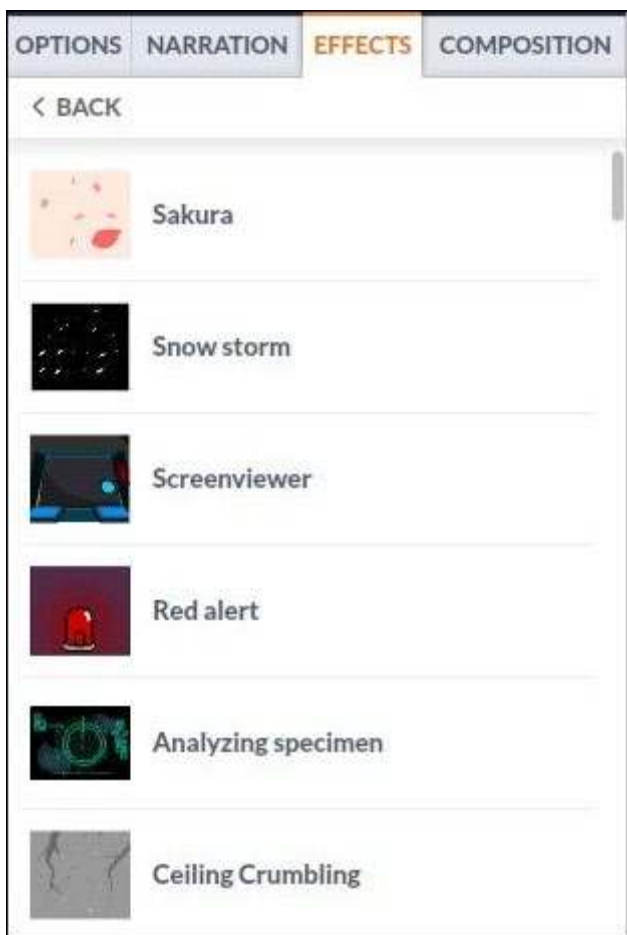 OPTIONS NARRATION EFFECTS COMPOSITION
< BACK
Sakura
Snow storm
Screenviewer
Red alert
Analyzing specimen
Ceiling Crumbling